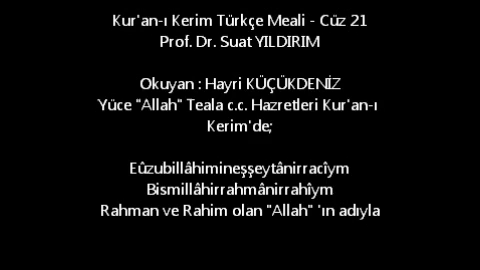 Kur'an-ı Kerim Türkçe Meali - Cüz 21
Prof. Dr. Suat YILDIRIM
Okuyan : Hayri KÜÇÜKDENİZ
Yüce "Allah" Teala c.c. Hazretleri Kur'an-ı
Kerim'de;
Eûzubillâhimineşşeytânirracîym
Bismillâhirrahmânirrahîym
Rahman ve Rahim olan "Allah" 'ın adıyla